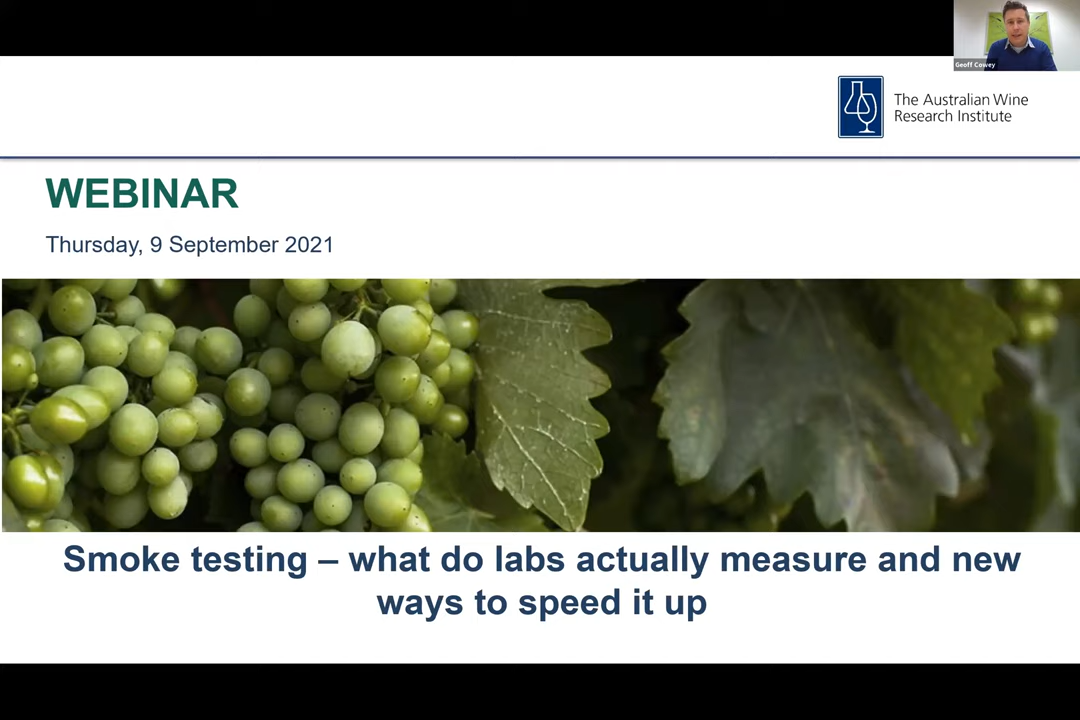 Geoff Cowey
The Australian Wine
Research Institute
WEBINAR
Thursday, 9 September 2021
Smoke testing – what do labs actually measure and new
ways to speed it up